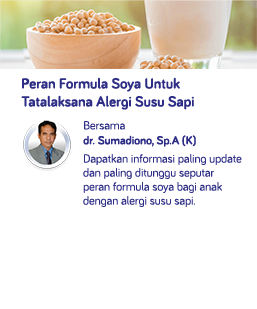 Peran Formula Soya Untuk
Tatalaksana Alergi Susu Sapi
Bersama
dr. Sumadiono, Sp.A (K)
Dapatkan informasi paling update
dan paling ditunggu seputar
peran formula soya bagi anak
dengan alergi susu sapi.